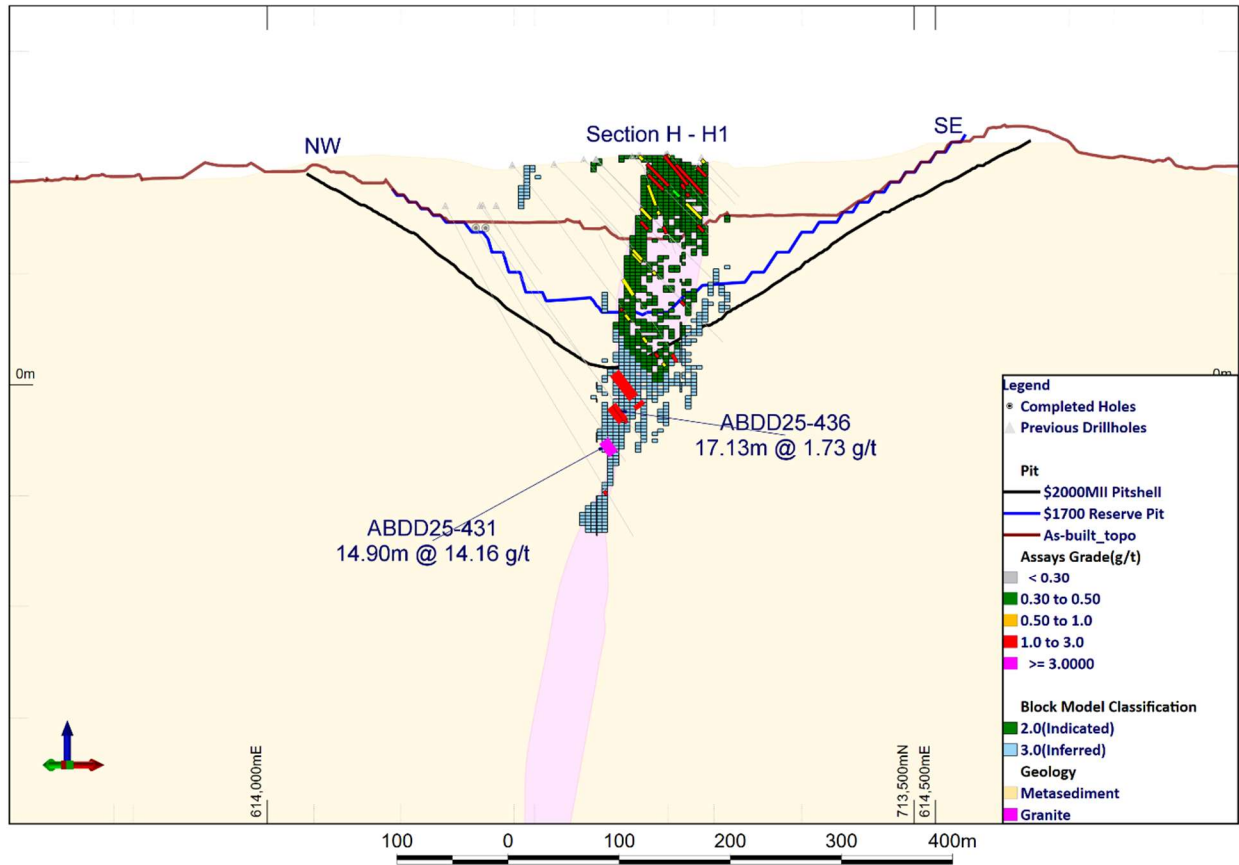 NW
Section H - H1
SE
0m
0m
ABDD25-436
17.13m @ 1.73 g/t
ABDD25-431
14.90m @ 14.16 g/t
Legend
Completed Holes
Previous Drillholes
Pit
$2000MII Pitshell
$1700 Reserve Pit
As-built_topo
Assays Grade(g/t)
< 0.30
0.30 to 0.50
0.50 to 1.0
1.0 to 3.0
>= 3.0000
Block Model Classification
2.0(Indicated)
3.0(Inferred)
Geology
Metasediment
Granite
614,000mE
713,500mN
614,500mE
100 0 100 200 300 400m